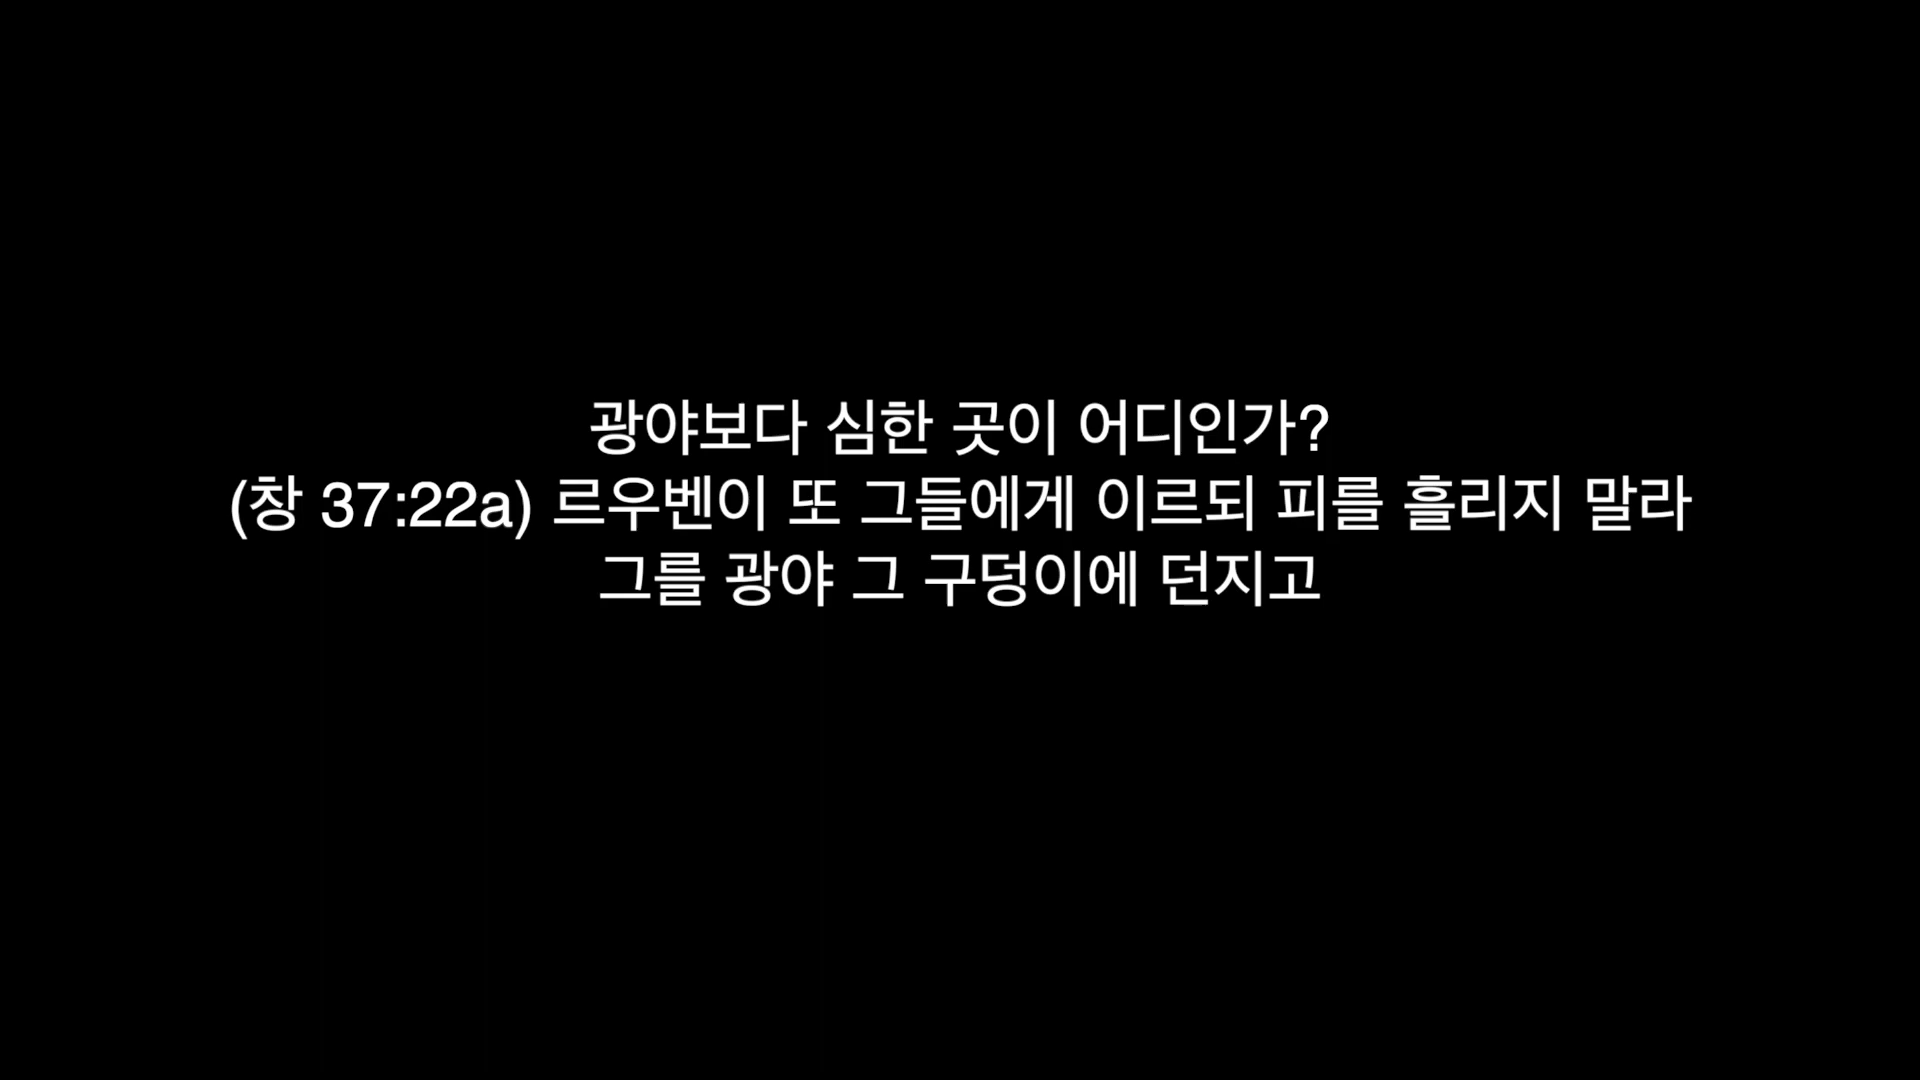 광야보다 심한 곳이 어디인가?
(창 37:22a) 르우벤이 또 그들에게 이르되 피를 흘리지 말라
그를 광야 그 구덩이에 던지고